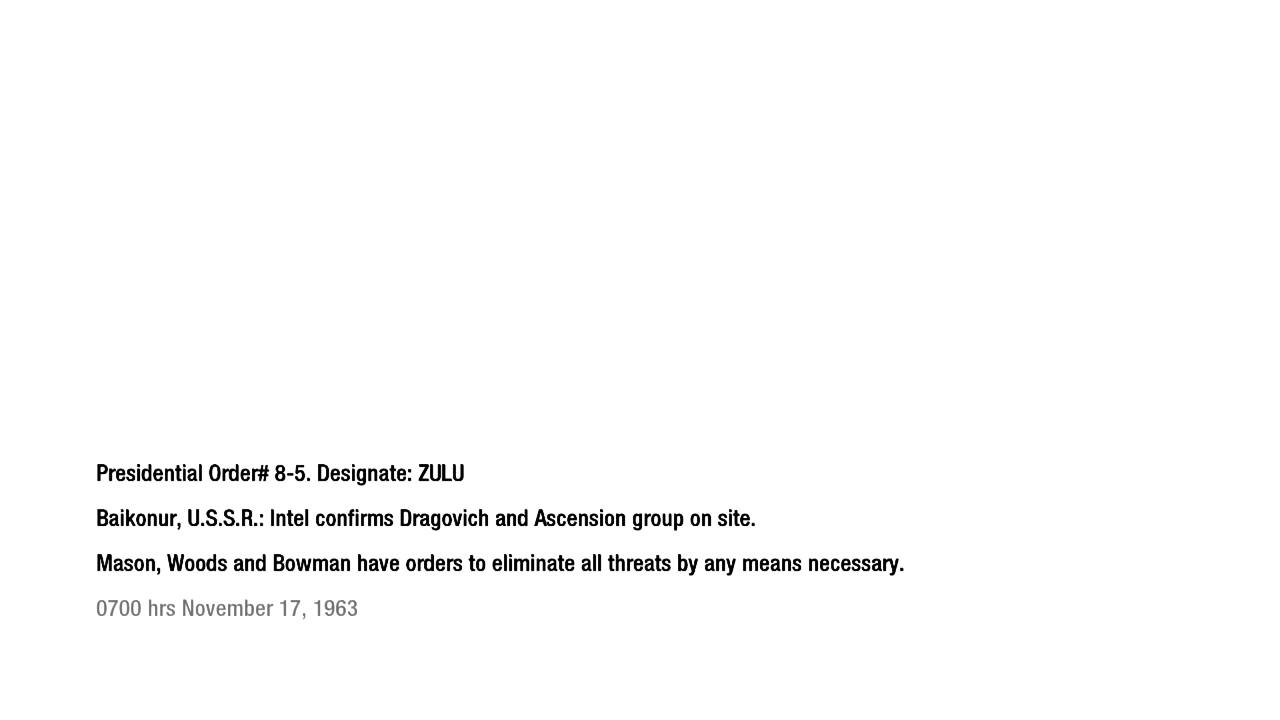 Presidential Order# 8-5. Designate: ZULU
Baikonur, U.S.S.R.: Intel confirms Dragovich and Ascension group on site.
Mason, Woods and Bowman have orders to eliminate all threats by any means necessary.
0700 hrs November 17, 1963